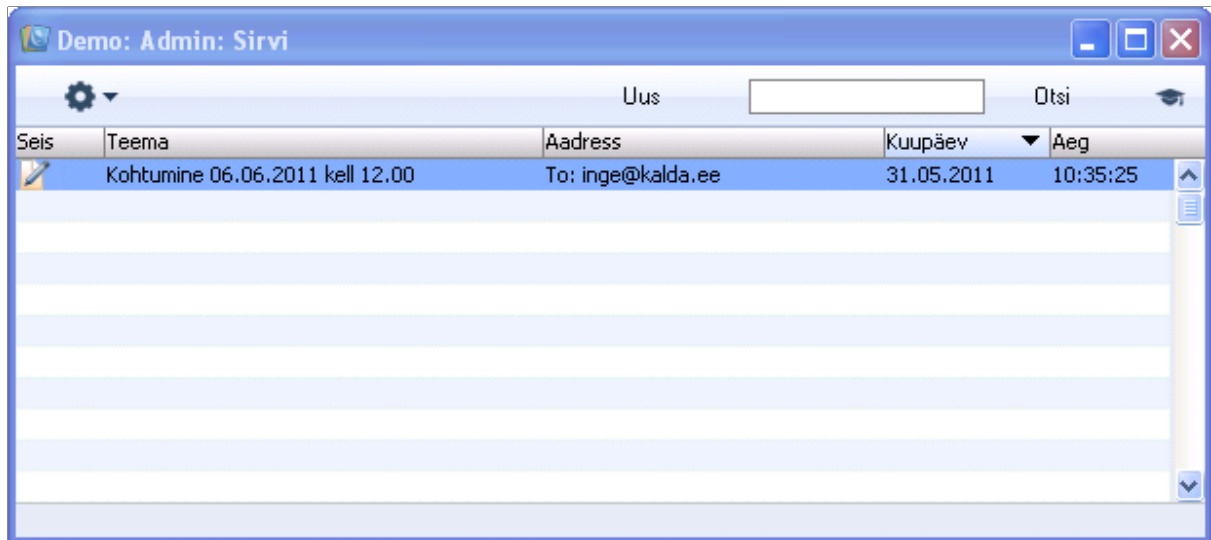 Demo: Admin: Sirvi
Uus Otsi
Seis Teema Aadress Kuupäev Aeg
Kohtumine 06.06.2011 kell 12.00 To: inge@kalda.ee 31.05.2011 10:35:25